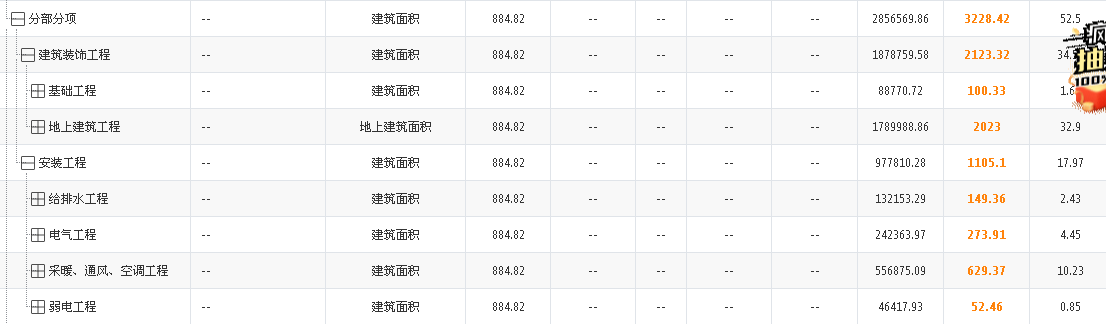 分部分项 -- 建筑面积 884.82 -- -- -- -- 2856569.86 3228.42 52.5
建筑装饰工程 -- 建筑面积 884.82 -- -- -- -- 1878759.58 2123.32 34.
基础工程 -- 建筑面积 884.82 -- -- -- -- 88770.72 100.33 1.6
地上建筑工程 -- 地上建筑面积 884.82 -- -- -- -- 1789988.86 2023 32.9
安装工程 -- 建筑面积 884.82 -- -- -- -- 977810.28 1105.1 17.97
给排水工程 -- 建筑面积 884.82 -- -- -- -- 132153.29 149.36 2.43
电气工程 -- 建筑面积 884.82 -- -- -- -- 242363.97 273.91 4.45
采暖、通风、空调工程 -- 建筑面积 884.82 -- -- -- -- 556875.09 629.37 10.23
弱电工程 -- 建筑面积 884.82 -- -- -- -- 46417.93 52.46 0.85
疯
抽
100%